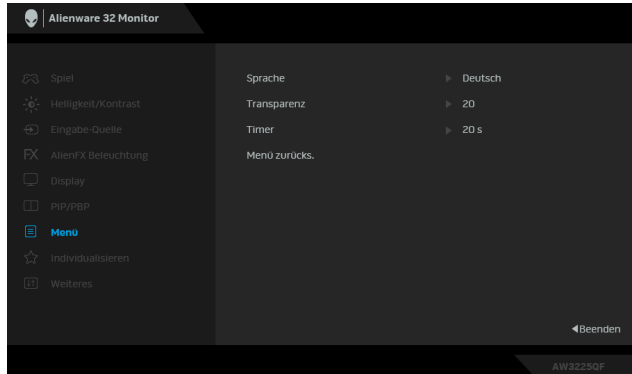 Alienware 32 Monitor
Spiel
Helligkeit/Kontrast
Eingabe-Quelle
FX AlienFX Beleuchtung
Display
PIP/PBP
Menü
Individualisieren
Weiteres
Sprache Deutsch
Transparenz 20
Timer 20 s
Menü zurücks.
Beenden
AW3225QF